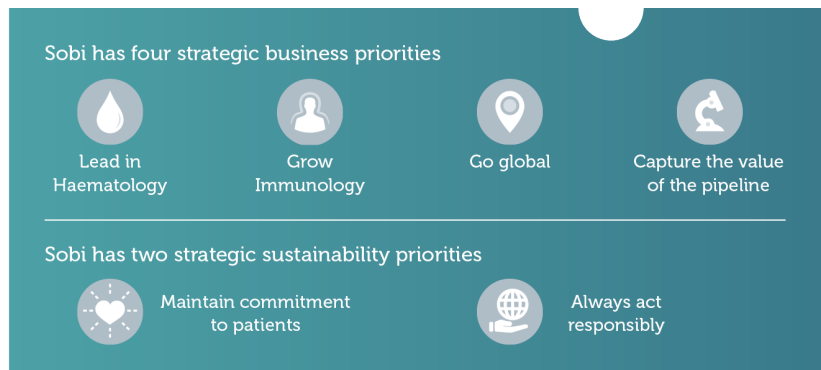 Sobi has four strategic business priorities
Lead in
Haematology
Grow
Immunology
Go global
Capture the value
of the pipeline
Sobi has two strategic sustainability priorities
Maintain commitment
to patients
Always act
responsibly